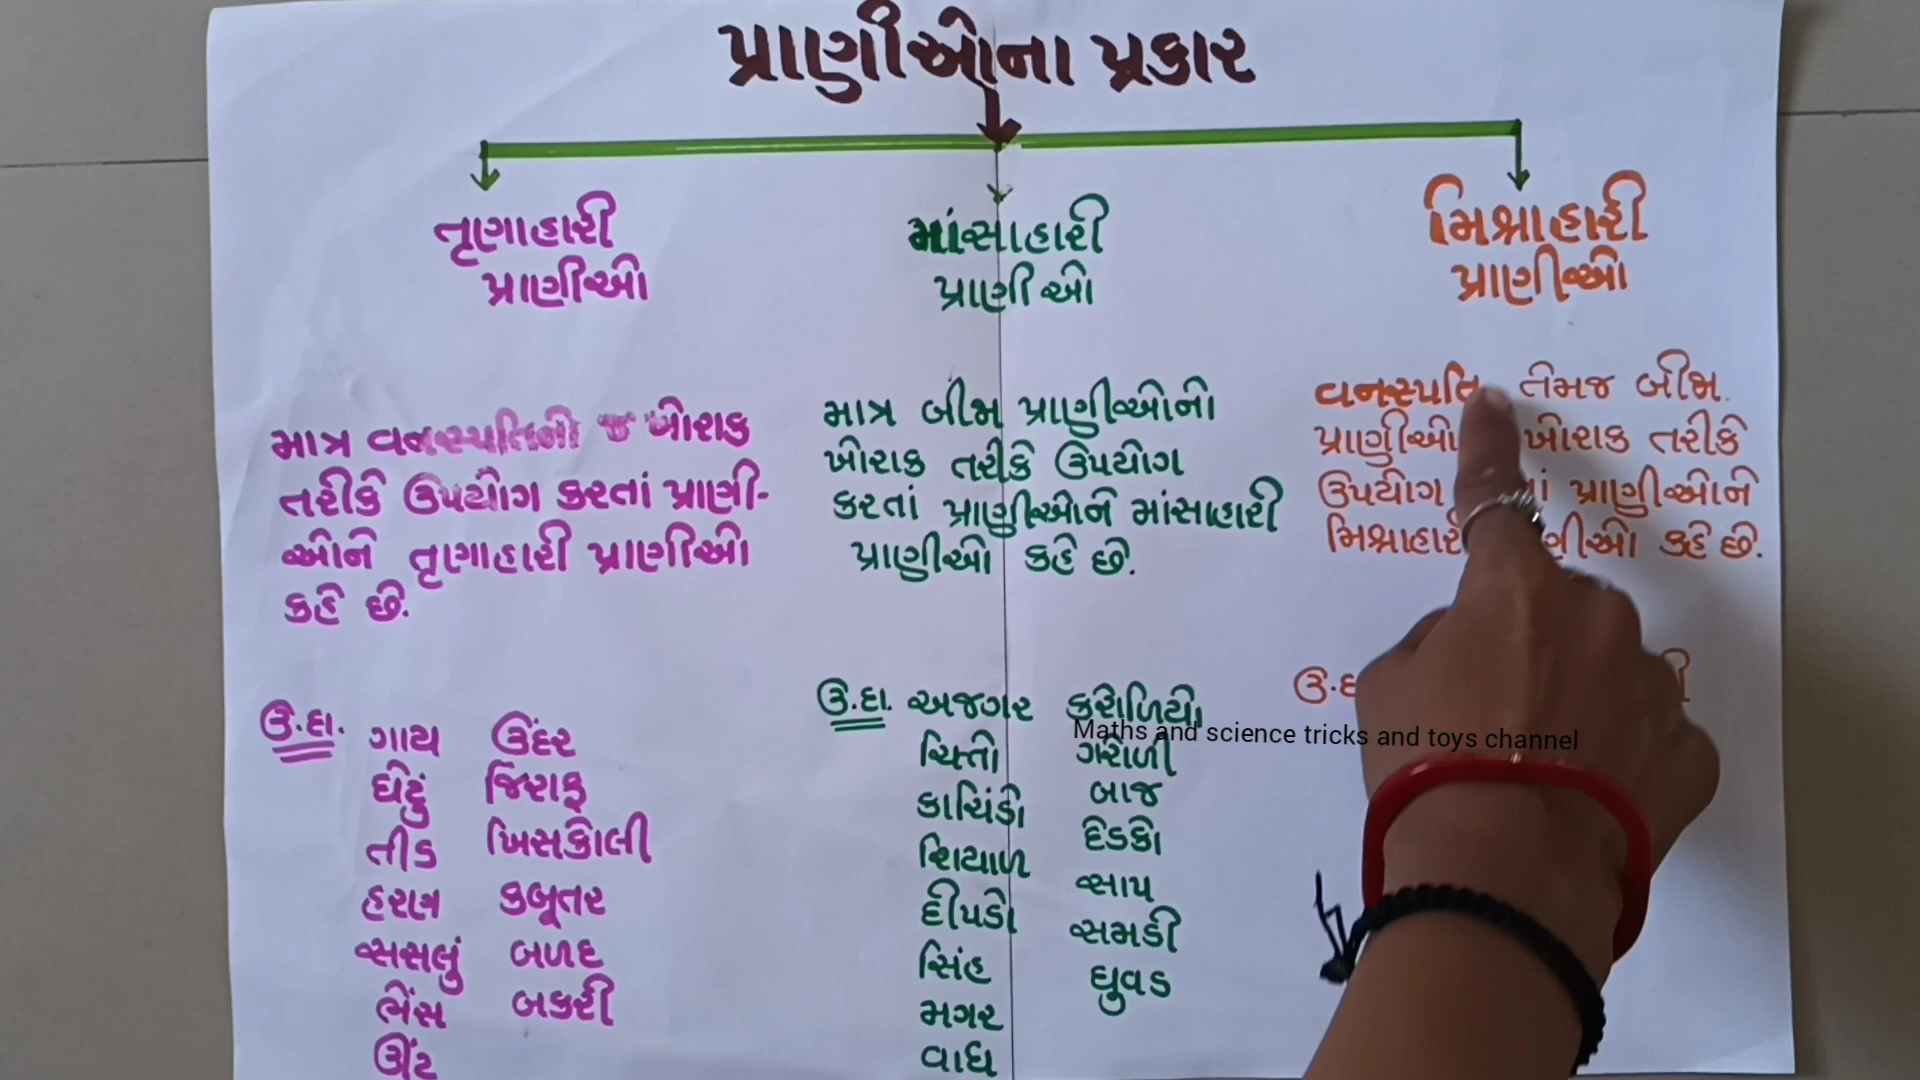 પ્રાણીઓના પ્રકાર
તૃણાહારી
પ્રાણીઓ
માત્ર વનસ્પતિનો જ ખોરાક
તરીકે ઉપયોગ કરતાં પ્રાણી-
ઓને તૃણાહારી પ્રાણીઓ
કહે છે.
ઉ.દા. ગાય ઉંદર
ઘેટું જિરાફ
તીડ ખિસકોલી
હરણ કબૂતર
સસલું બળદ
ભેંસ બકરી
ઊંટ
માંસાહારી
પ્રાણીઓ
માત્ર બીજા પ્રાણીઓનો
ખોરાક તરીકે ઉપયોગ
કરતાં પ્રાણીઓને માંસાહારી
પ્રાણીઓ કહે છે.
ઉ.દા. અજગર કરોળિયો
ચિત્તો ગરોળી
કાચિંડો બાજ
શિયાળ દેડકો
દીપડો સાપ
સિંહ સમડી
મગર ઘુવડ
વાઘ
મિશ્રાહારી
પ્રાણીઓ
વનસ્પતિ તેમજ બીજા
પ્રાણીઓ ખોરાક તરીકે
ઉપયોગ પ્રાણીઓને
મિશ્રાહારી કહે છે.
Maths and science tricks and toys channel